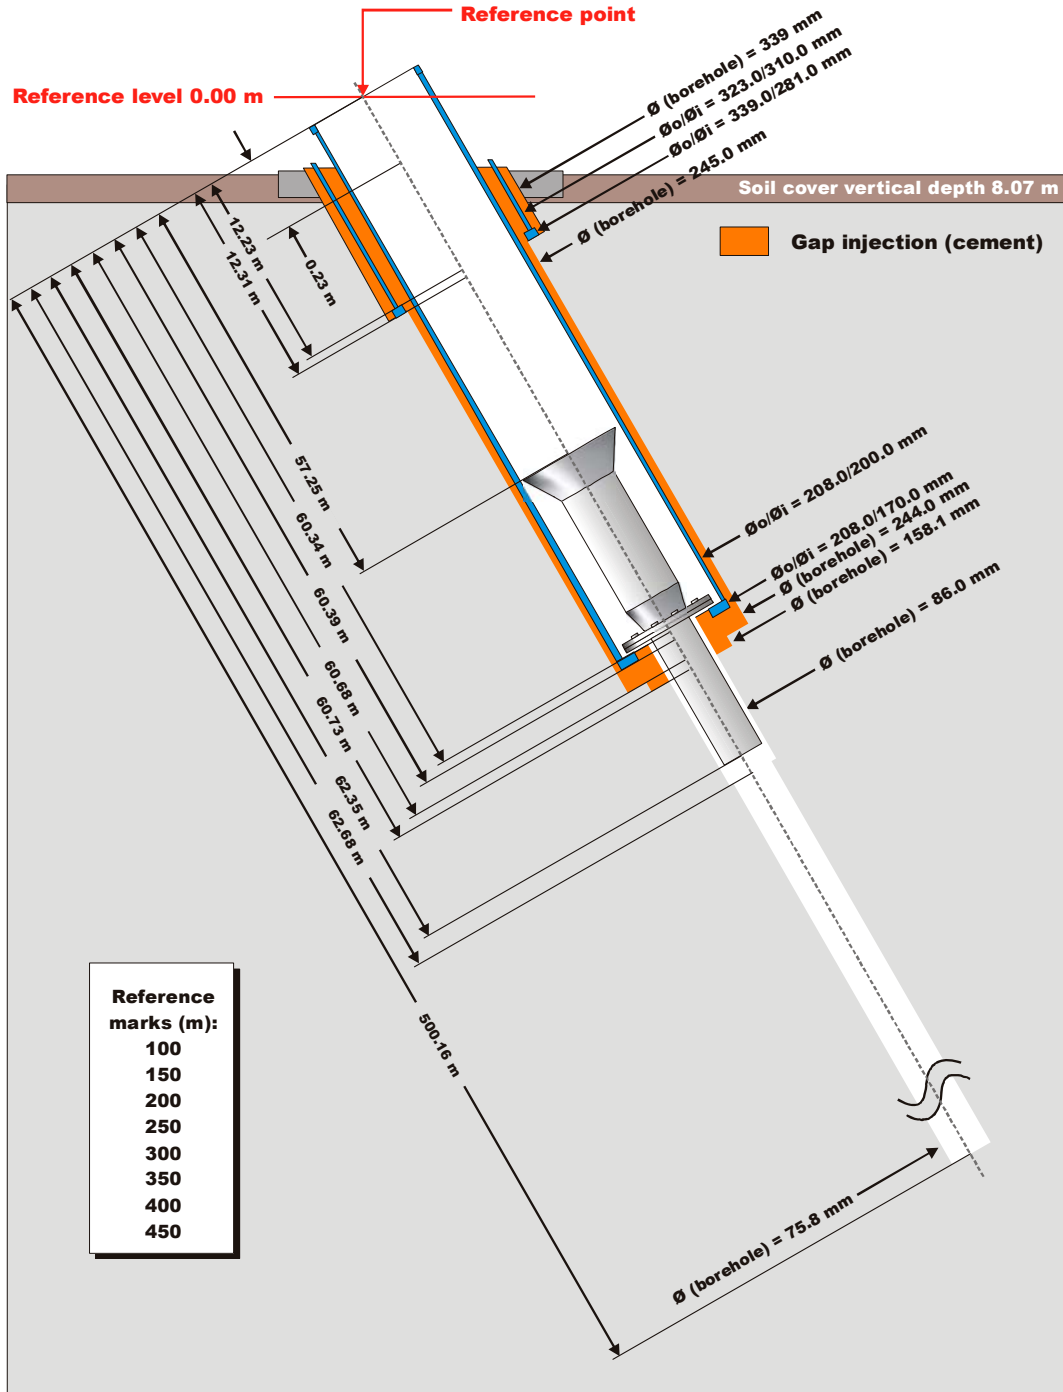 Reference point
Reference level 0.00 m
Ø (borehole) = 339 mm
Øo/Øi = 323.0/310.0 mm
Øo/Øi = 339.0/281.0 mm
Ø (borehole) = 245.0 mm
Soil cover vertical depth 8.07 m
Gap injection (cement)
12.23 m
12.31 m
0.23 m
57.25 m
60.34 m
60.39 m
60.68 m
60.73 m
62.35 m
62.68 m
500.16 m
Øo/Øi = 208.0/200.0 mm
Øo/Øi = 208.0/170.0 mm
Ø (borehole) = 244.0 mm
Ø (borehole) = 158.1 mm
Ø (borehole) = 86.0 mm
Reference
marks (m):
100
150
200
250
300
350
400
450
Ø (borehole) = 75.8 mm